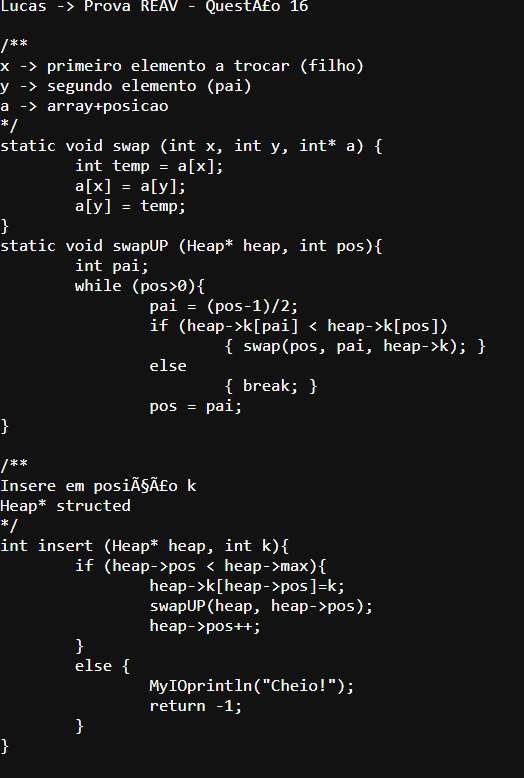 Lucas -> Prova REAV - QuestÃ£o 16

/**
x -> primeiro elemento a trocar (filho)
y -> segundo elemento (pai)
a -> array+posicao
*/
static void swap (int x, int y, int* a) {
        int temp = a[x];
        a[x] = a[y];
        a[y] = temp;
}
static void swapUP (Heap* heap, int pos){
        int pai;
        while (pos>0){
                pai = (pos-1)/2;
                if (heap->k[pai] < heap->k[pos])
                        { swap(pos, pai, heap->k); }
                else
                        { break; }
                pos = pai;
}

/**
Insere em posiÃ§Ã£o k
Heap* structed
*/
int insert (Heap* heap, int k){
        if (heap->pos < heap->max){
                heap->k[heap->pos]=k;
                swapUP(heap, heap->pos);
                heap->pos++;
        }
        else {
                MyIOprintln("Cheio!");
                return -1;
        }
}